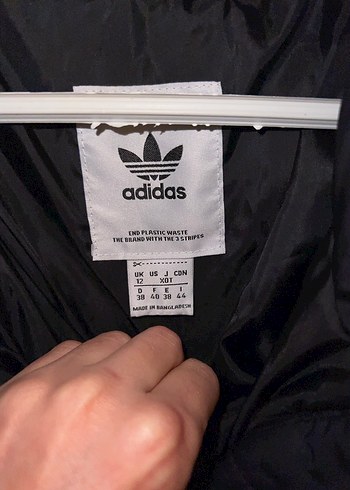 adidas
END PLASTIC WASTE
THE BRAND WITH THE 3 STRIPES
UK US J CDN
12 XOT
D F E I
38 40 38 44
MADE IN BANGLADESH